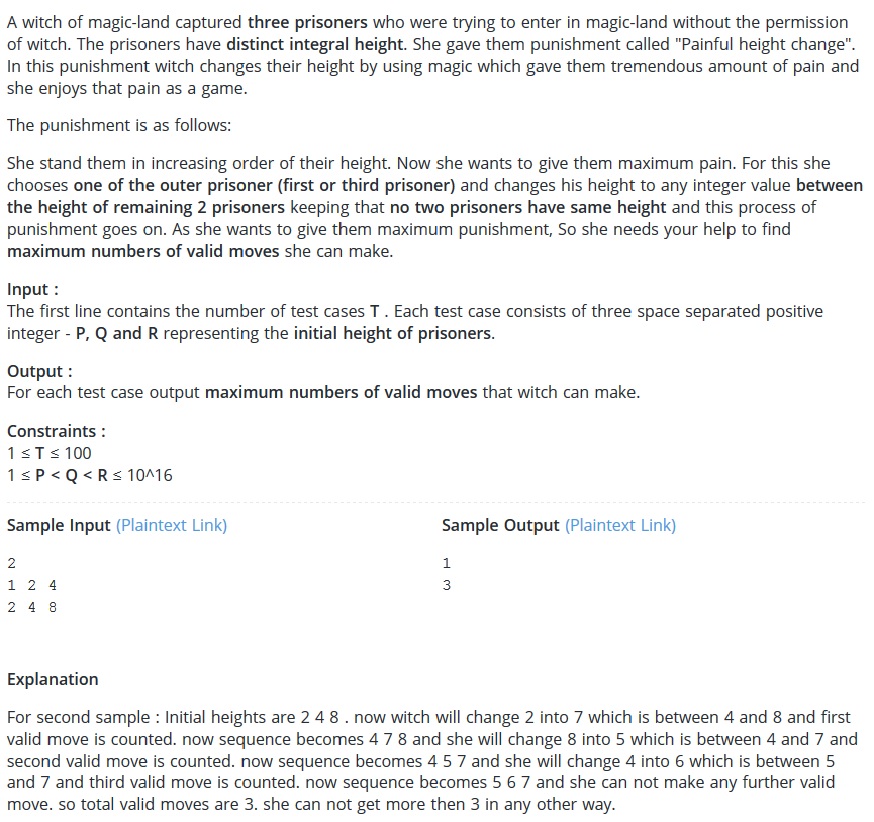 A witch of magic-land captured three prisoners who were trying to enter in magic-land without the permission
of witch. The prisoners have distinct integral height. She gave them punishment called "Painful height change".
In this punishment witch changes their height by using magic which gave them tremendous amount of pain and
she enjoys that pain as a game.
The punishment is as follows:
She stand them in increasing order of their height. Now she wants to give them maximum pain. For this she
chooses one of the outer prisoner (first or third prisoner) and changes his height to any integer value between
the height of remaining 2 prisoners keeping that no two prisoners have same height and this process of
punishment goes on. As she wants to give them maximum punishment, So she needs your help to find
maximum numbers of valid moves she can make.
Input :
The first line contains the number of test cases T . Each test case consists of three space separated positive
integer - P, Q and R representing the initial height of prisoners.
Output :
For each test case output maximum numbers of valid moves that witch can make.
Constraints :
1 ≤ T ≤ 100
1 ≤ P < Q < R ≤ 10^16
Sample Input (Plaintext Link)
2
1 2 4
2 4 8
Sample Output (Plaintext Link)
1
3
Explanation
For second sample : Initial heights are 2 4 8 . now witch will change 2 into 7 which is between 4 and 8 and first
valid move is counted. now sequence becomes 4 7 8 and she will change 8 into 5 which is between 4 and 7 and
second valid move is counted. now sequence becomes 4 5 7 and she will change 4 into 6 which is between 5
and 7 and third valid move is counted. now sequence becomes 5 6 7 and she can not make any further valid
move. so total valid moves are 3. she can not get more then 3 in any other way.